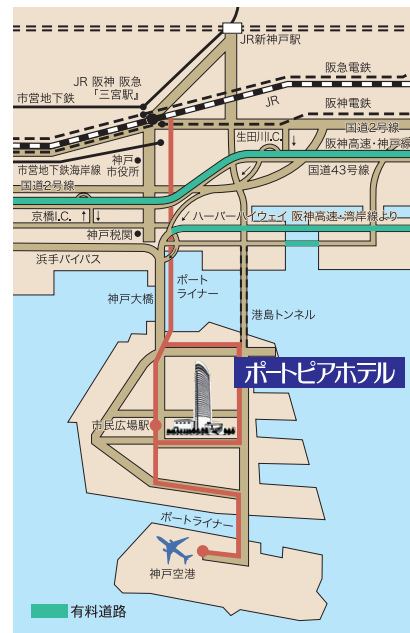 JR新神戸駅
JR 阪神 阪急
「三宮駅」
市営地下鉄
阪急電鉄
JR
阪神電鉄
国道2号線
生田川I.C.
↓
阪神高速・神戸線
神戸
市役所
市営地下鉄海岸線
国道2号線
国道43号線
京橋I.C.
↑
↓
ハーバーハイウェイ 阪神高速・湾岸線より
神戸税関
浜手バイパス
ポート
ライナー
神戸大橋
港島トンネル
ポートピアホテル
市民広場駅
ポートライナー
神戸空港
有料道路